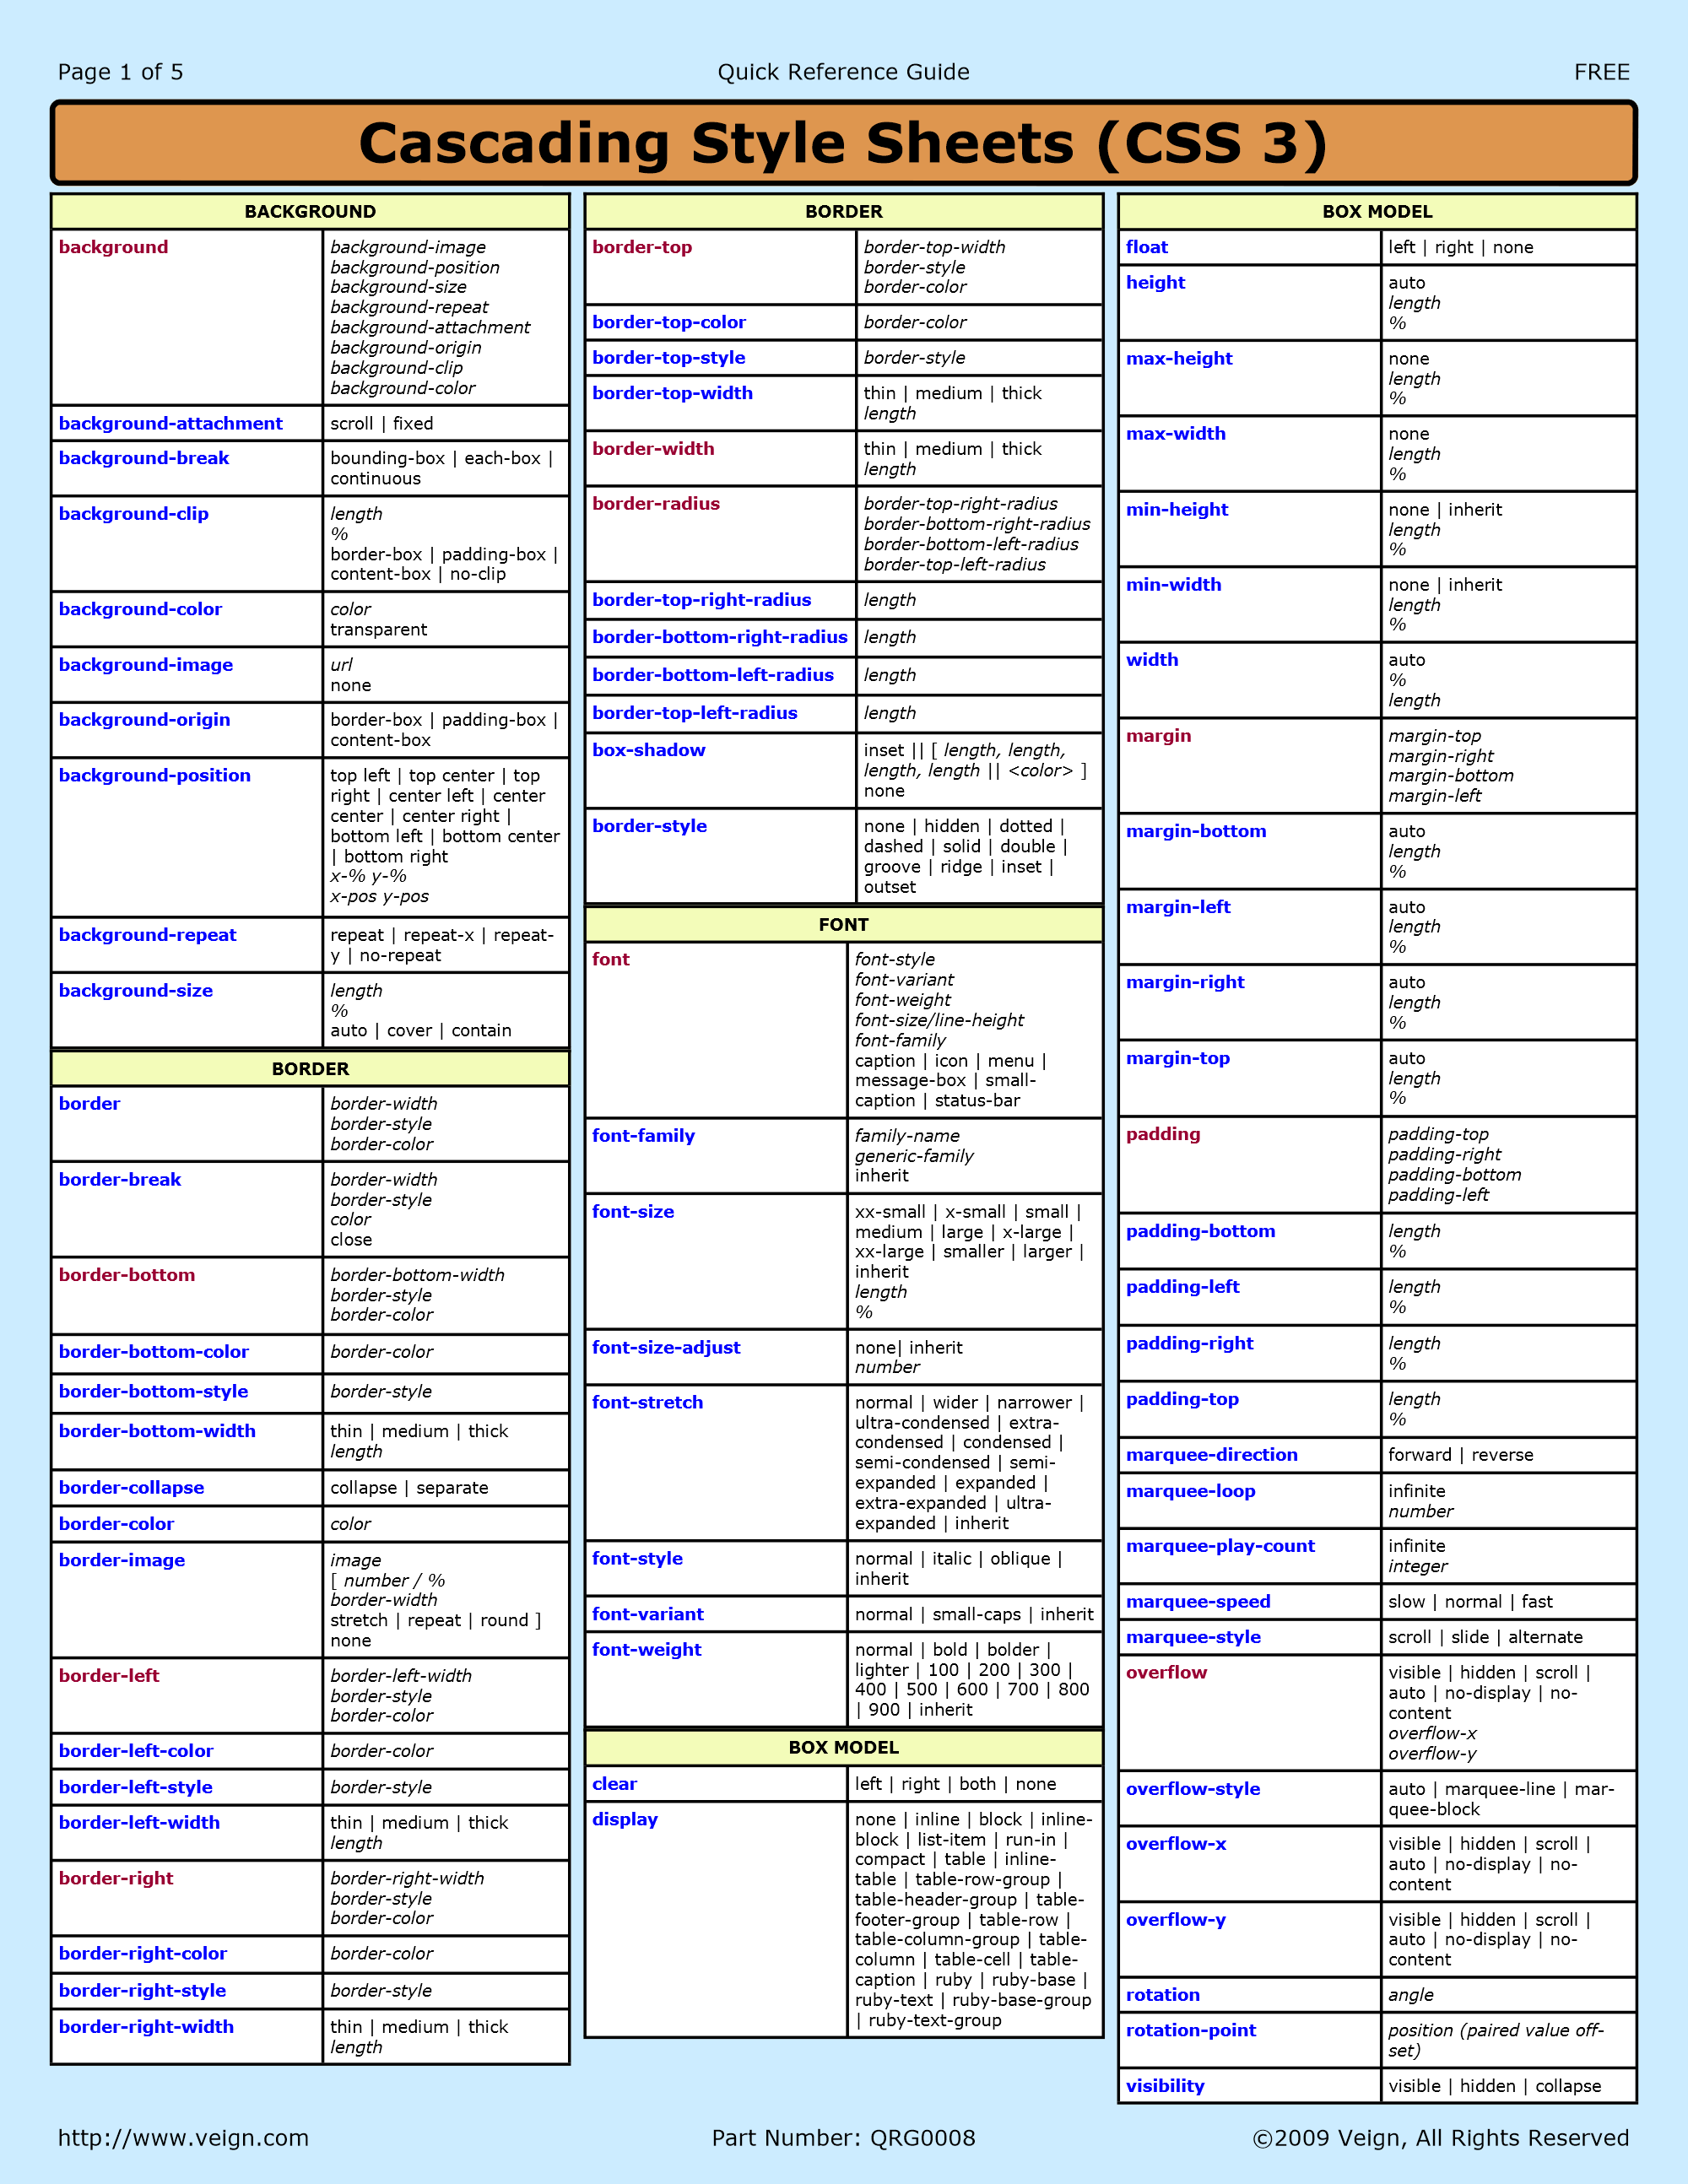 Page 1 of 5
Quick Reference Guide
FREE
Cascading Style Sheets (CSS 3)
BACKGROUND
background
background-image
background-position
background-size
background-repeat
background-attachment
background-origin
background-clip
background-color
background-attachment
scroll | fixed
background-break
bounding-box | each-box |
continuous
background-clip
length
%
border-box | padding-box |
content-box | no-clip
background-color
color
transparent
background-image
url
none
background-origin
border-box | padding-box |
content-box
background-position
top left | top center | top
right | center left | center
center | center right |
bottom left | bottom center
| bottom right
x-% y-%
x-pos y-pos
background-repeat
repeat | repeat-x | repeat-
y | no-repeat
background-size
length
%
auto | cover | contain
BORDER
border
border-width
border-style
border-color
border-break
border-width
border-style
color
close
border-bottom
border-bottom-width
border-style
border-color
border-bottom-color
border-color
border-bottom-style
border-style
border-bottom-width
thin | medium | thick
length
border-collapse
collapse | separate
border-color
color
border-image
image
[ number / %
border-width
stretch | repeat | round ]
none
border-left
border-left-width
border-style
border-color
border-left-color
border-color
border-left-style
border-style
border-left-width
thin | medium | thick
length
border-right
border-right-width
border-style
border-color
border-right-color
border-color
border-right-style
border-style
border-right-width
thin | medium | thick
length
BORDER
border-top
border-top-width
border-style
border-color
border-top-color
border-color
border-top-style
border-style
border-top-width
thin | medium | thick
length
border-width
thin | medium | thick
length
border-radius
border-top-right-radius
border-bottom-right-radius
border-bottom-left-radius
border-top-left-radius
border-top-right-radius
length
border-bottom-right-radius
length
border-bottom-left-radius
length
border-top-left-radius
length
box-shadow
inset || [ length, length,
length, length || <color> ]
none
border-style
none | hidden | dotted |
dashed | solid | double |
groove | ridge | inset |
outset
FONT
font
font-style
font-variant
font-weight
font-size/line-height
font-family
caption | icon | menu |
message-box | small-
caption | status-bar
font-family
family-name
generic-family
inherit
font-size
xx-small | x-small | small |
medium | large | x-large |
xx-large | smaller | larger |
inherit
length
%
font-size-adjust
none| inherit
number
font-stretch
normal | wider | narrower |
ultra-condensed | extra-
condensed | condensed |
semi-condensed | semi-
expanded | expanded |
extra-expanded | ultra-
expanded | inherit
font-style
normal | italic | oblique |
inherit
font-variant
normal | small-caps | inherit
font-weight
normal | bold | bolder |
lighter | 100 | 200 | 300 |
400 | 500 | 600 | 700 | 800
| 900 | inherit
BOX MODEL
clear
left | right | both | none
display
none | inline | block | inline-
block | list-item | run-in |
compact | table | inline-
table | table-row-group |
table-header-group | table-
footer-group | table-row |
table-column-group | table-
column | table-cell | table-
caption | ruby | ruby-base |
ruby-text | ruby-base-group
| ruby-text-group
BOX MODEL
float
left | right | none
height
auto
length
%
max-height
none
length
%
max-width
none
length
%
min-height
none | inherit
length
%
min-width
none | inherit
length
%
width
auto
%
length
margin
margin-top
margin-right
margin-bottom
margin-left
margin-bottom
auto
length
%
margin-left
auto
length
%
margin-right
auto
length
%
margin-top
auto
length
%
padding
padding-top
padding-right
padding-bottom
padding-left
padding-bottom
length
%
padding-left
length
%
padding-right
length
%
padding-top
length
%
marquee-direction
forward | reverse
marquee-loop
infinite
number
marquee-play-count
infinite
integer
marquee-speed
slow | normal | fast
marquee-style
scroll | slide | alternate
overflow
visible | hidden | scroll |
auto | no-display | no-
content
overflow-x
overflow-y
overflow-style
auto | marquee-line | mar-
quee-block
overflow-x
visible | hidden | scroll |
auto | no-display | no-
content
overflow-y
visible | hidden | scroll |
auto | no-display | no-
content
rotation
angle
rotation-point
position (paired value off-
set)
visibility
visible | hidden | collapse
http://www.veign.com
Part Number: QRG0008
©2009 Veign, All Rights Reserved